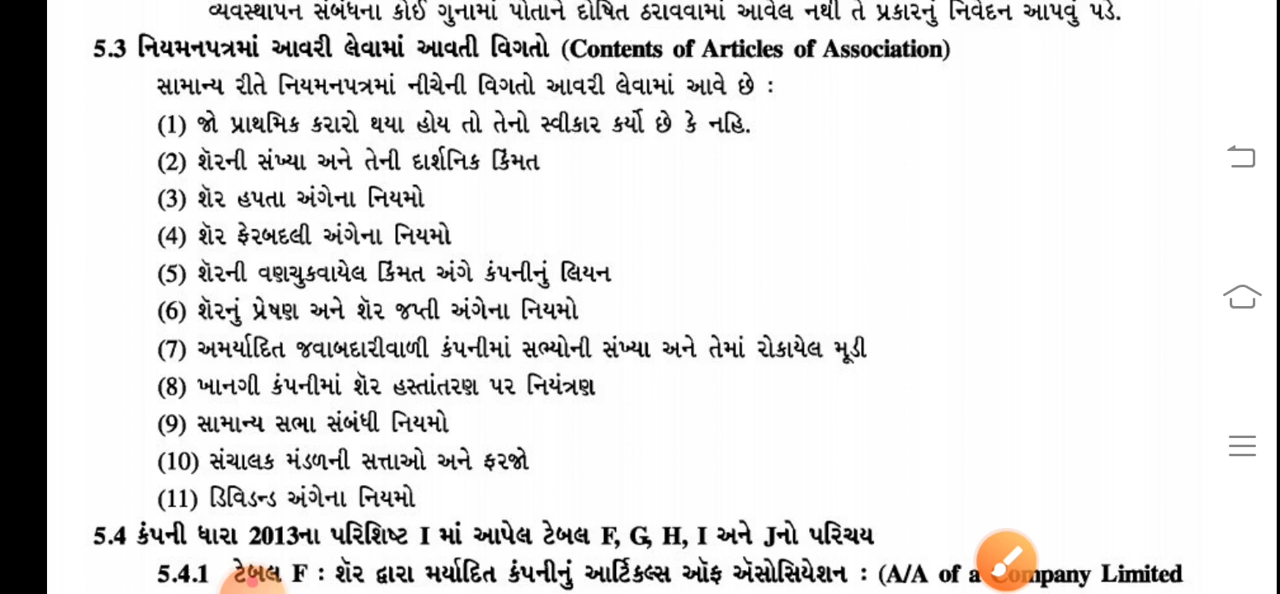 વ્યવસ્થાપન સંબંધના કોઈ ગુનામાં પોતાને દોષિત ઠરાવવામાં આવેલ નથી તે પ્રકારનું નિવેદન આપવું પડે.
5.3 નિયમનપત્રમાં આવરી લેવામાં આવતી વિગતો (Contents of Articles of Association)
સામાન્ય રીતે નિયમનપત્રમાં નીચેની વિગતો આવરી લેવામાં આવે છે :
(1) જો પ્રાથમિક કરારો થયા હોય તો તેનો સ્વીકાર કર્યો છે કે નહિ.
(2) શૅરની સંખ્યા અને તેની દાર્શનિક કિંમત
(3) શૅર હપતા અંગેના નિયમો
(4) શૅર ફેરબદલી અંગેના નિયમો
(5) શૅરની વણચુકવાયેલ કિંમત અંગે કંપનીનું લિયન
(6) શૅરનું પ્રેષણ અને શૅર જપ્તી અંગેના નિયમો
(7) અમર્યાદિત જવાબદારીવાળી કંપનીમાં સભ્યોની સંખ્યા અને તેમાં રોકાયેલ મૂડી
(8) ખાનગી કંપનીમાં શૅર હસ્તાંતરણ પર નિયંત્રણ
(9) સામાન્ય સભા સંબંધી નિયમો
(10) સંચાલક મંડળની સત્તાઓ અને ફરજો
(11) ડિવિડન્ડ અંગેના નિયમો
5.4 કંપની ધારા 2013ના પરિશિષ્ટ I માં આપેલ ટેબલ F, G, H, I અને Jનો પરિચય
5.4.1 ટેબલ F : શૅર દ્વારા મર્યાદિત કંપનીનું આર્ટિકલ્સ ઑફ ઍસોસિયેશન : (A/A of a Company Limited